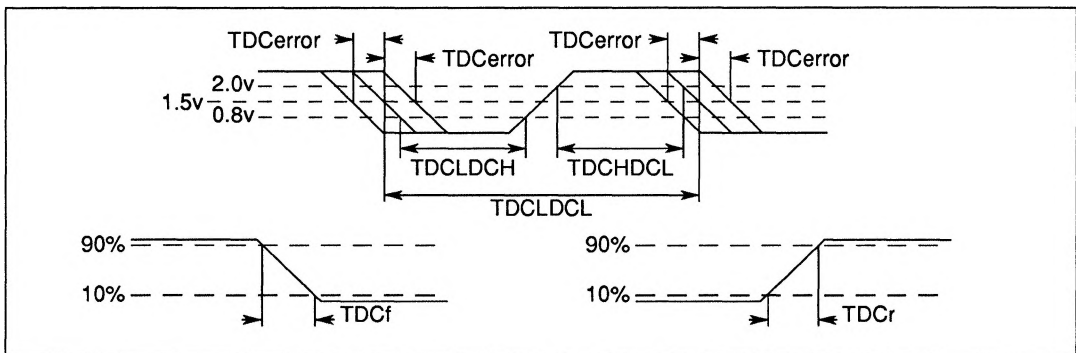 TDCerror
TDCerror
TDCerror
TDCerror
2.0v
1.5v
0.8v
TDCLDCH
TDCHDCL
TDCLDCL
90%
90%
10%
10%
TDCf
TDCr